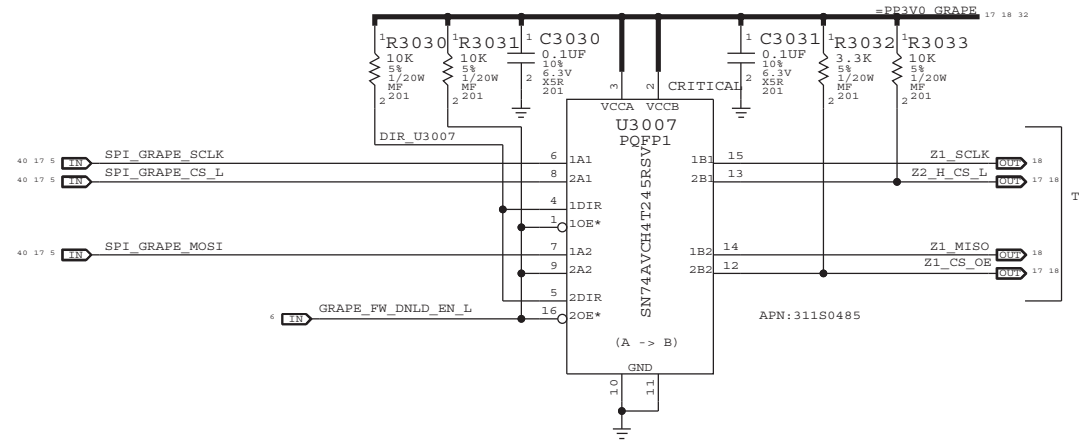 =PP3V0_GRAPE 17 18 32
1 R3030
10K
5%
1/20W
MF
2 201
1 R3031
10K
5%
1/20W
MF
2 201
1 C3030
0.1UF
10%
2 6.3V
X5R
201
1 C3031
0.1UF
10%
2 6.3V
X5R
201
1 R3032
3.3K
5%
1/20W
MF
2 201
1 R3033
10K
5%
1/20W
MF
2 201
3 2 CRITICAL
VCCA VCCB
U3007
PQFP1
SN74AVCH4T245RSV
DIR_U3007
40 17 5 IN SPI_GRAPE_SCLK 6 1A1
40 17 5 IN SPI_GRAPE_CS_L 8 2A1
4 1DIR
1 1OE*
40 17 5 IN SPI_GRAPE_MOSI 7 1A2
9 2A2
5 2DIR
6 IN GRAPE_FW_DNLD_EN_L 16 2OE*
1B1 15 Z1_SCLK OUT 18
2B1 13 Z2_H_CS_L OUT 17 18
1B2 14 Z1_MISO OUT 18
2B2 12 Z1_CS_OE OUT 17 18
T
APN:311S0485
(A -> B)
GND
10 11